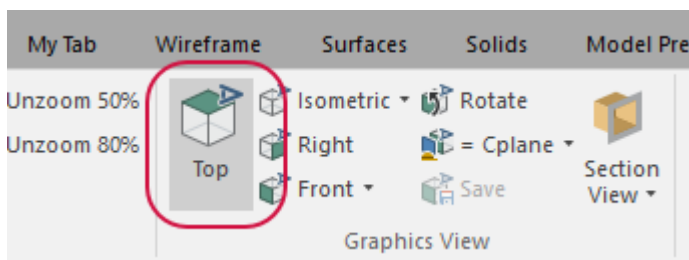 My Tab Wireframe Surfaces Solids Model Pre
Unzoom 50% Isometric Rotate
Unzoom 80% Top Right = Cplane Section View
Front Save
Graphics View